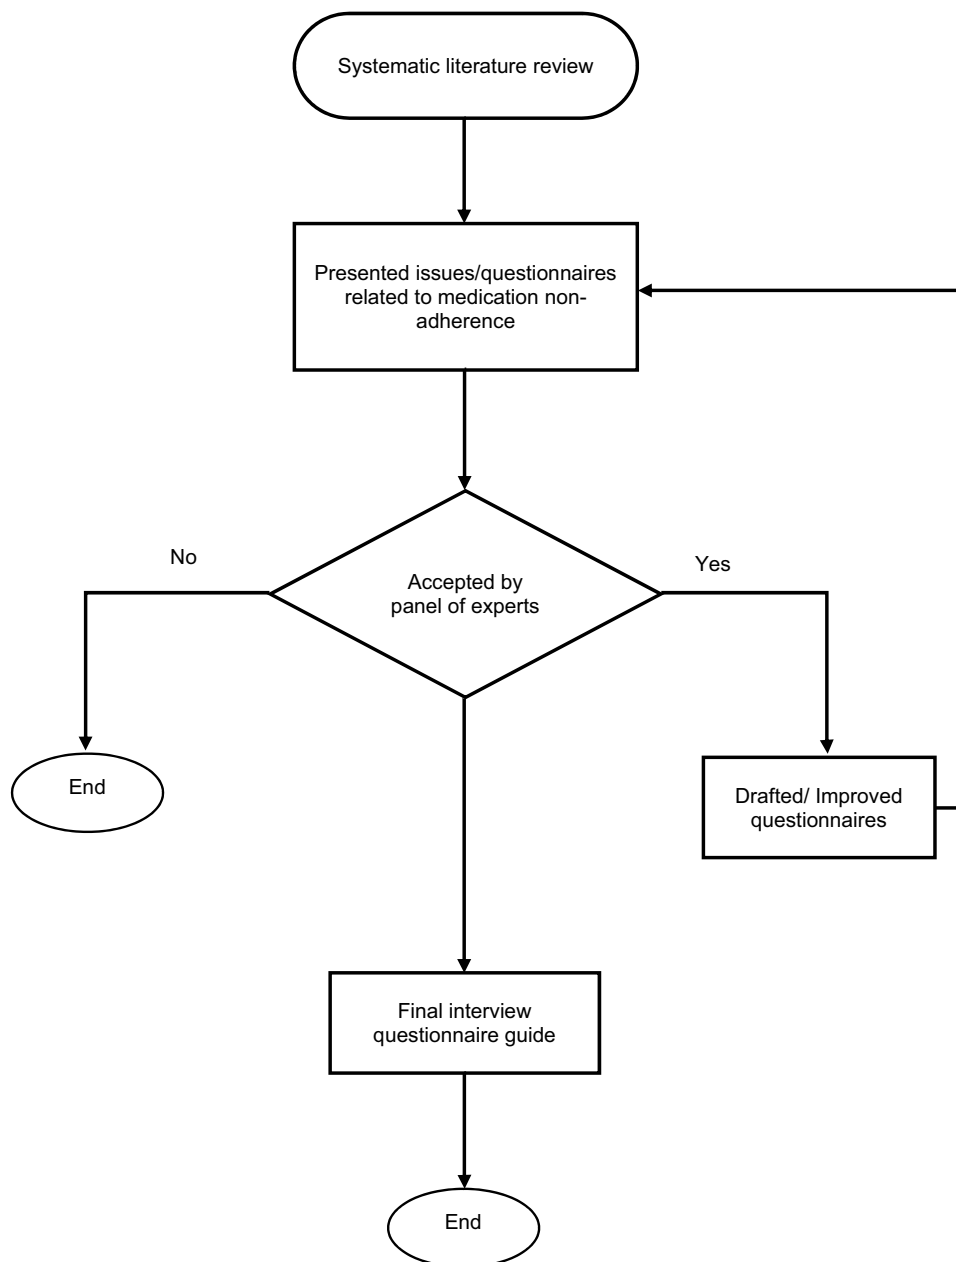 Systematic literature review
Presented issues/questionnaires
related to medication non-
adherence
No
Yes
Accepted by
panel of experts
End
Drafted/ Improved
questionnaires
Final interview
questionnaire guide
End